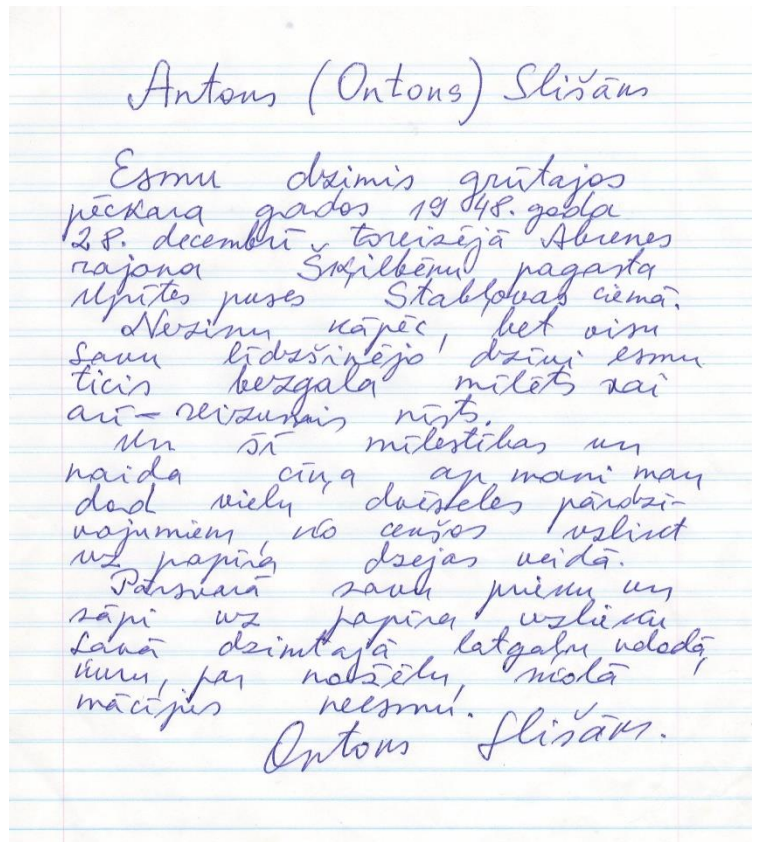 Antons (Ontons) Slišāns
Esmu dzimis grūtajos
pēckara gados 1948. gada
28. decembrī toreizējā Abrenes
rajona Šķilbēnu pagasta
Upītes puses Stabļovas ciemā.
Nezinu kāpēc, bet visu
savu līdzšinējo dzīvi esmu
ticis bezgala mīlēts vai
arī – reizumis nīsts.
Un šī mīlestības un
naida cīņa ap mani man
dod vielu dvēseles pārdzī-
vojumiem, ko cenšos uzlikt
uz papīra dzejas veidā.
Pārsvarā savu prieku un
sāpi uz papīra uzlieku
savā dzimtajā latgaļu valodā,
kuru, par nožēlu, skolā
mācījies neesmu.
Ontons Slišāns.